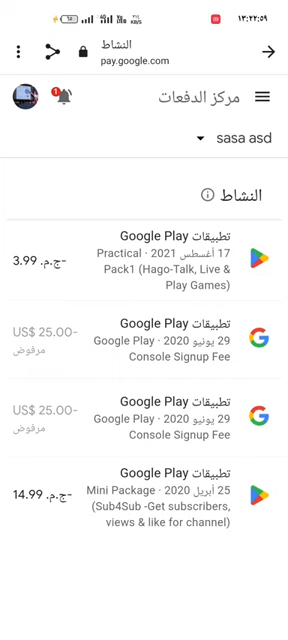 ١٣:٢٢:٥٩
النشاط
pay.google.com
مركز الدفعات
1
sasa asd
النشاط
تطبيقات Google Play
17 أغسطس 2021 · Practical Pack1 (Hago-Talk, Live & Play Games)
-ج.م.‏ 3.99
تطبيقات Google Play
29 يونيو 2020 · Google Play Console Signup Fee
-US$ 25.00
مرفوض
تطبيقات Google Play
29 يونيو 2020 · Google Play Console Signup Fee
-US$ 25.00
مرفوض
تطبيقات Google Play
25 أبريل 2020 · Mini Package (Sub4Sub -Get subscribers, views & like for channel)
-ج.م.‏ 14.99